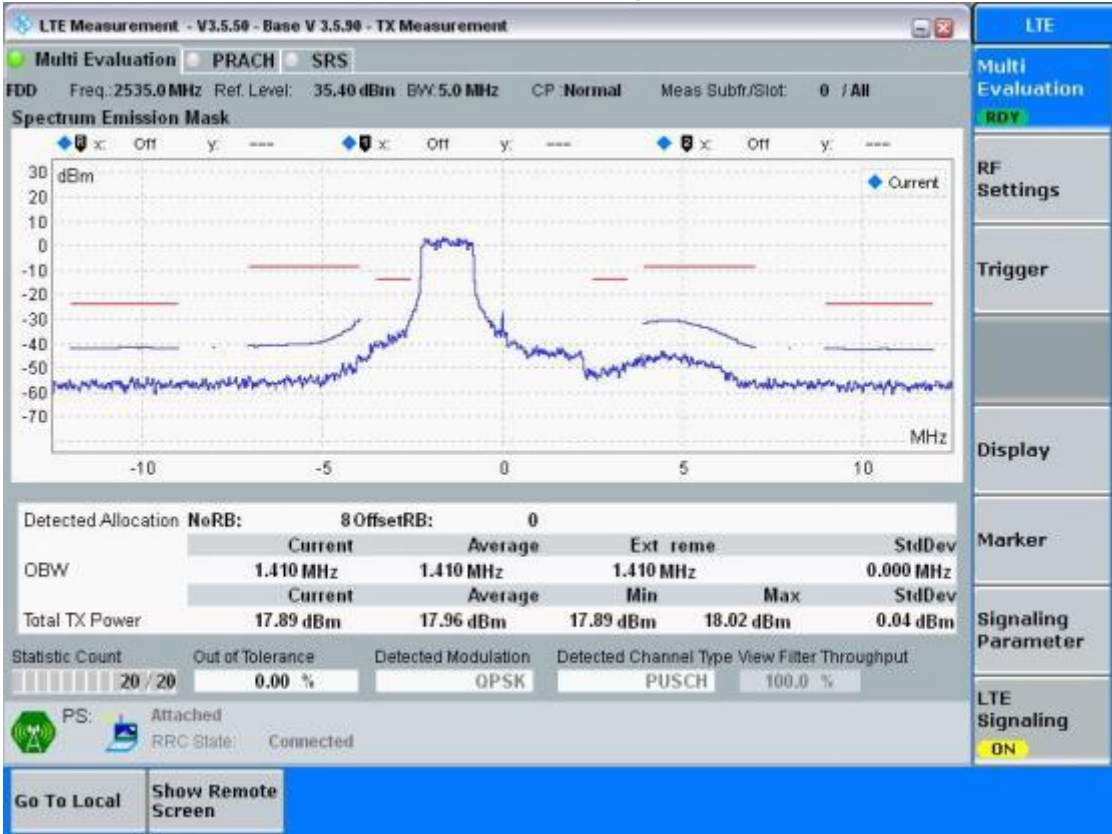 LTE Measurement - V3.5.50 - Base V 3.5.90 - TX Measurement
LTE
Multi Evaluation PRACH SRS
Multi
Evaluation
RDY
FDD Freq.:2535.0 MHz Ref. Level: 35.40 dBm BW: 5.0 MHz CP :Normal Meas Subfr./Slot: 0 / All
Spectrum Emission Mask
x: Off y: --- x: Off y: --- x: Off y: ---
30 dBm
Current
20
10
0
-10
-20
-30
-40
-50
-60
-70
MHz
-10 -5 0 5 10
RF
Settings
Trigger
Display
Marker
Signaling
Parameter
LTE
Signaling
ON
Detected Allocation NoRB: 8 OffsetRB: 0
Current Average Ext reme StdDev
OBW 1.410 MHz 1.410 MHz 1.410 MHz 0.000 MHz
Current Average Min Max StdDev
Total TX Power 17.89 dBm 17.96 dBm 17.89 dBm 18.02 dBm 0.04 dBm
Statistic Count Out of Tolerance Detected Modulation Detected Channel Type View Filter Throughput
20 / 20 0.00 % QPSK PUSCH 100.0 %
PS: Attached
RRC State: Connected
Go To Local
Show Remote
Screen